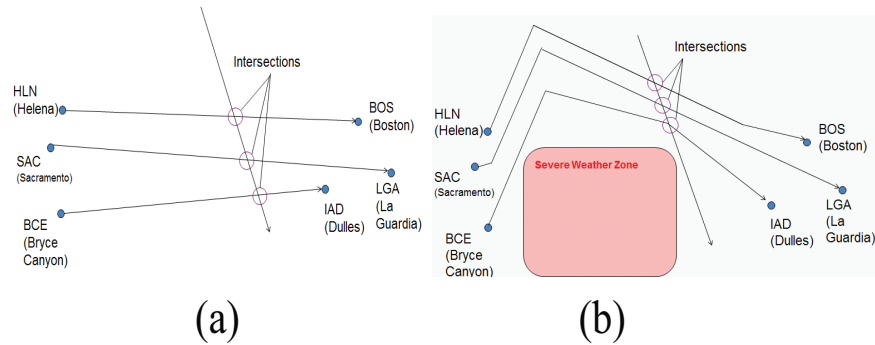 Intersections
HLN
(Helena)
BOS
(Boston)
SAC
(Sacramento)
LGA
(La
Guardia)
IAD
(Dulles)
BCE
(Bryce
Canyon)
(a)
Intersections
HLN
(Helena)
BOS
(Boston)
Severe Weather Zone
SAC
(Sacramento)
LGA
(La
Guardia)
IAD
(Dulles)
BCE
(Bryce
Canyon)
(b)